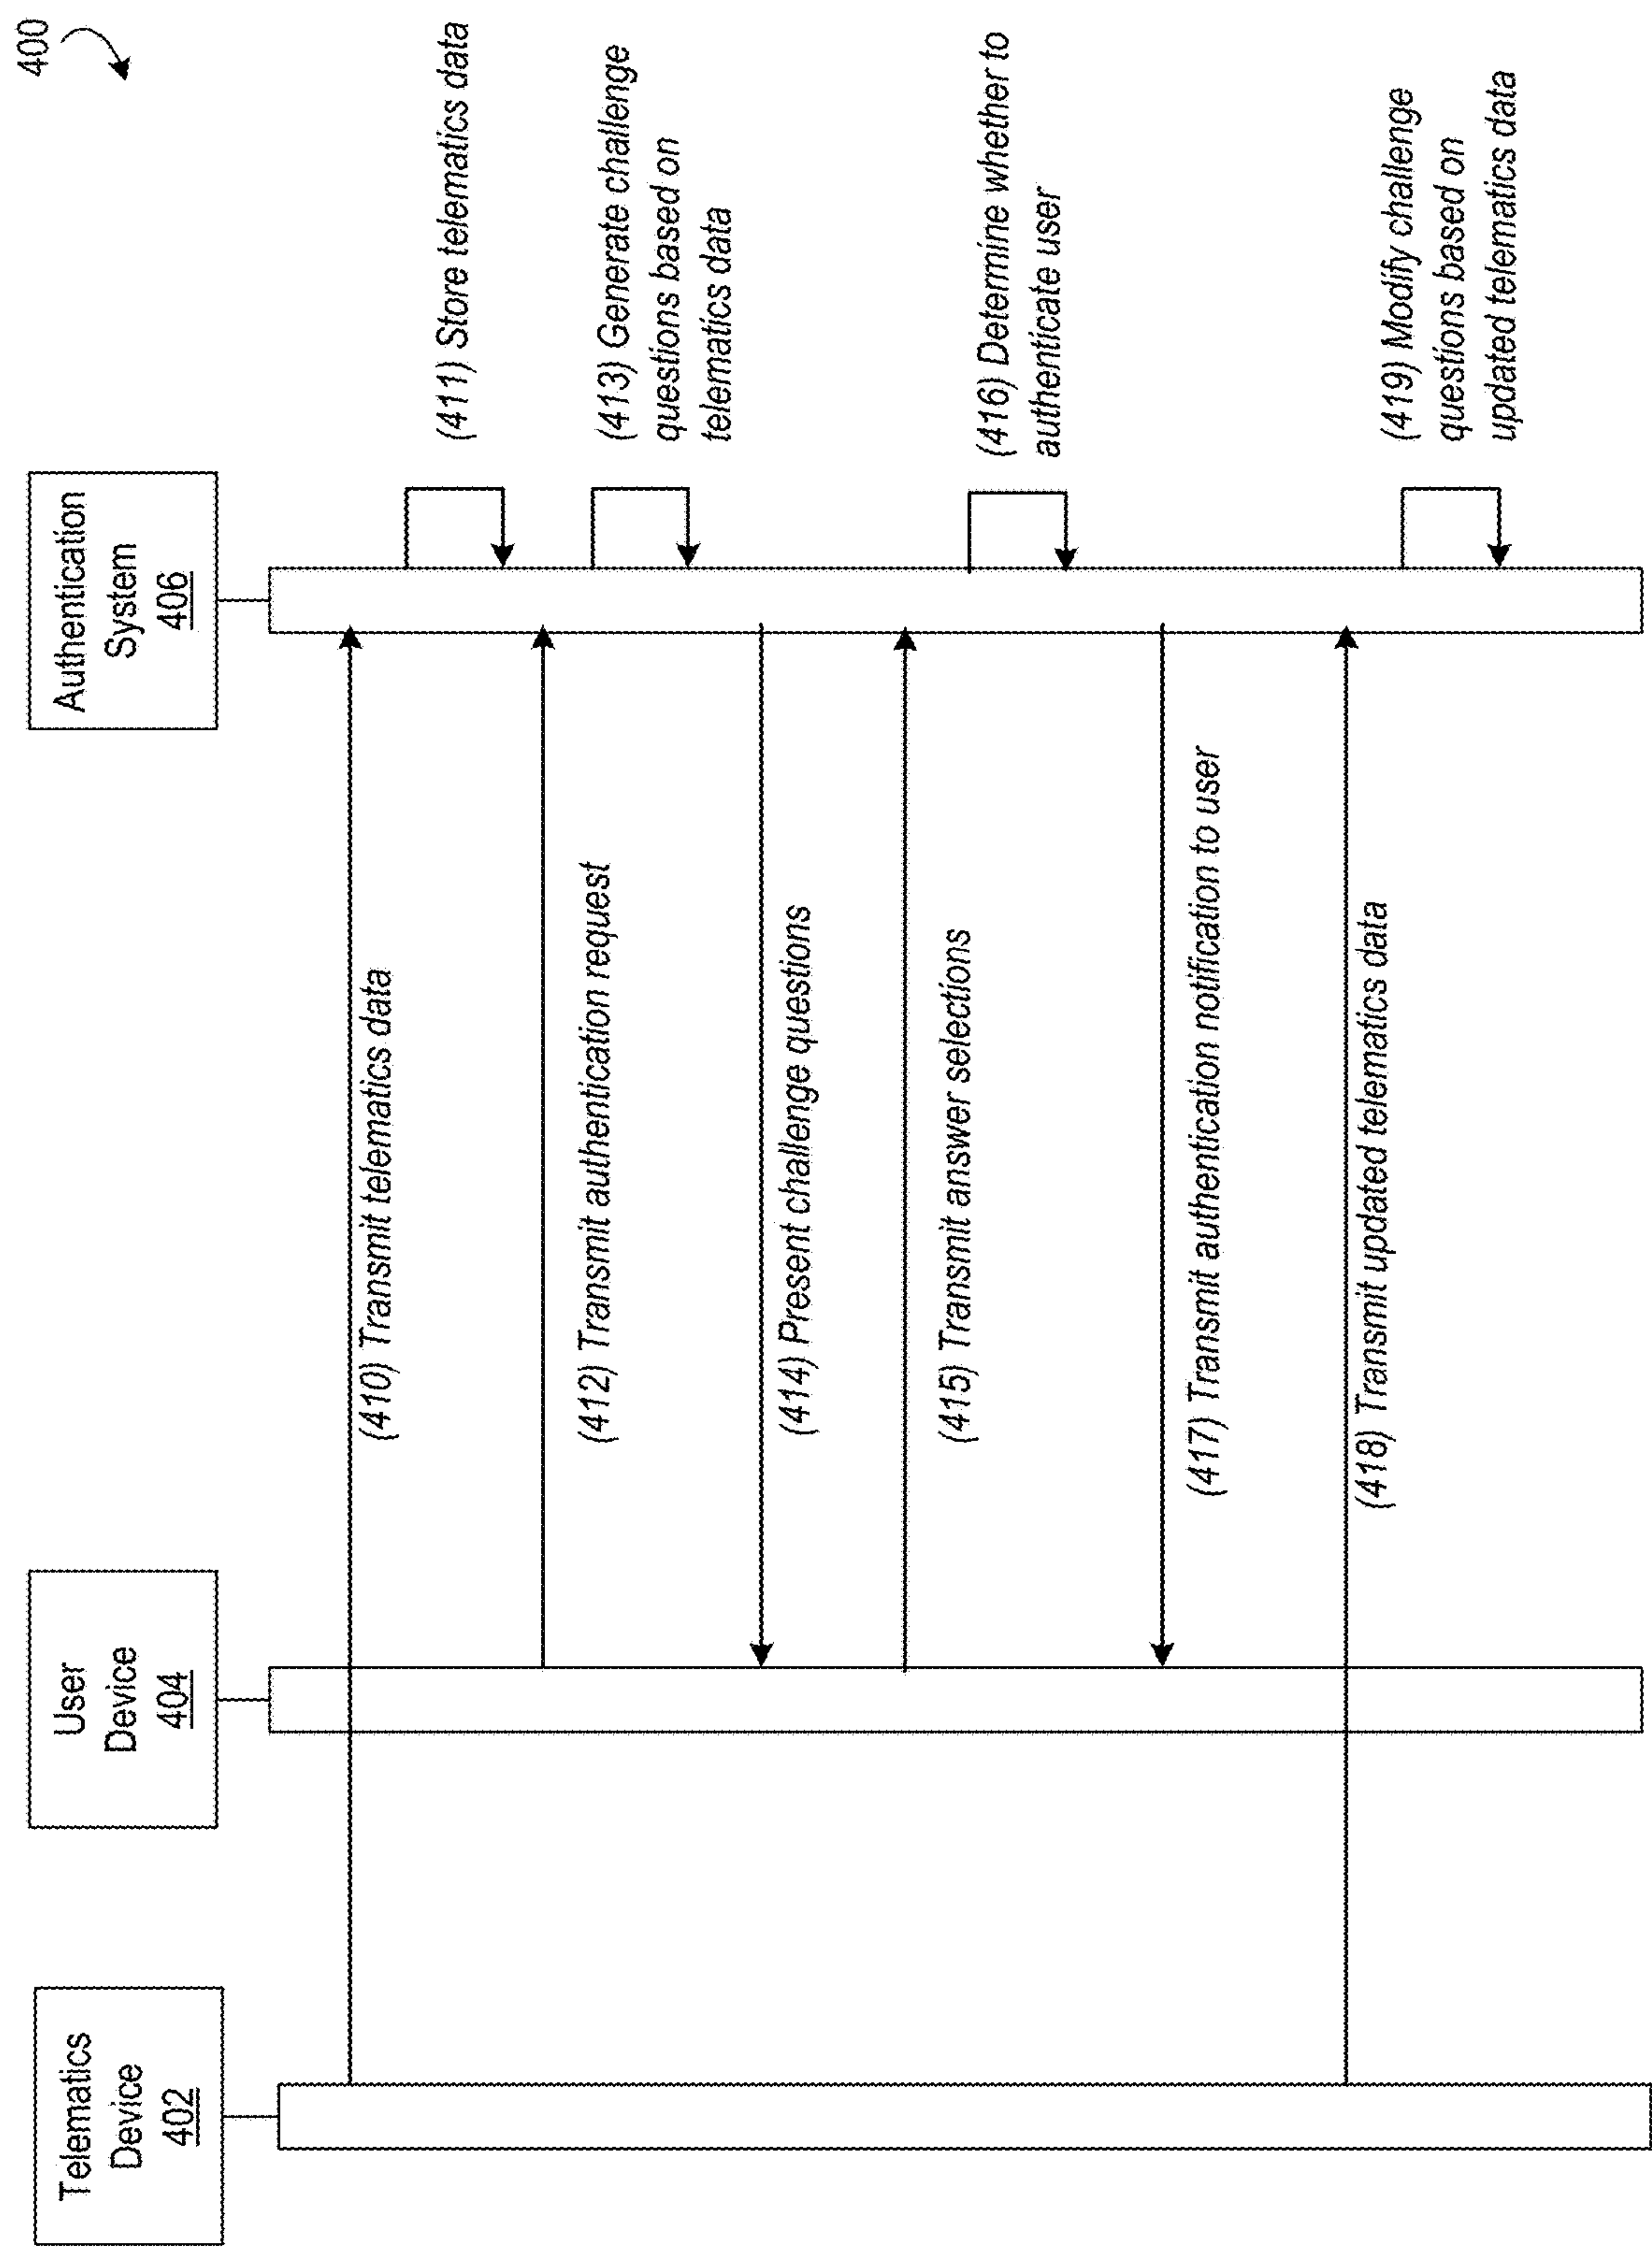 400
Telematics
Device
402
User
Device
404
Authentication
System
406
(410) Transmit telematics data
(411) Store telematics data
(412) Transmit authentication request
(413) Generate challenge
questions based on
telematics data
(414) Present challenge questions
(415) Transmit answer selections
(416) Determine whether to
authenticate user
(417) Transmit authentication notification to user
(418) Transmit updated telematics data
(419) Modify challenge
questions based on
updated telematics data